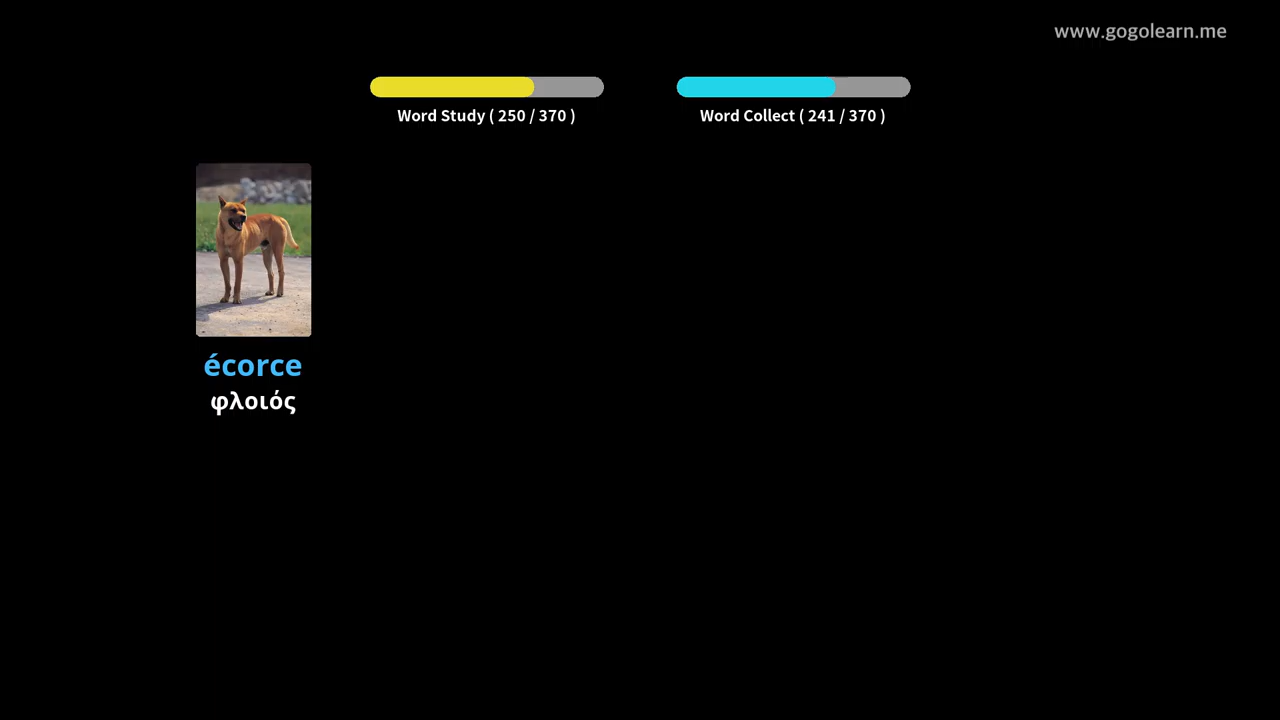 www.gogolearn.me
Word Study ( 250 / 370 )
Word Collect ( 241 / 370 )
écorce
φλοιός